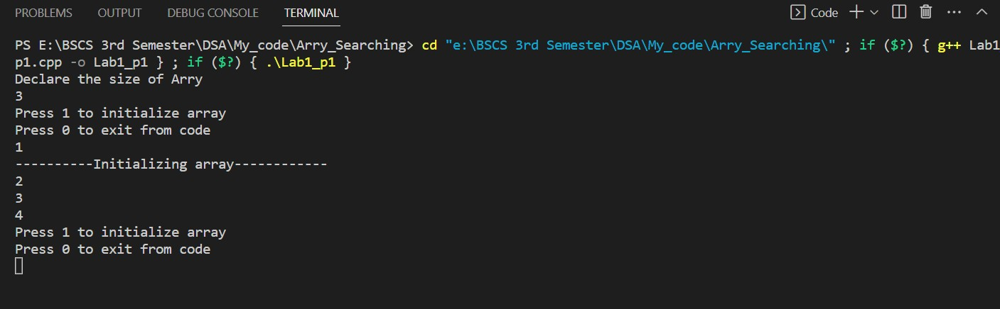 PROBLEMS OUTPUT DEBUG CONSOLE TERMINAL Code
PS E:\BSCS 3rd Semester\DSA\My_code\Arry_Searching> cd "e:\BSCS 3rd Semester\DSA\My_code\Arry_Searching\" ; if ($?) { g++ Lab1
p1.cpp -o Lab1_p1 } ; if ($?) { .\Lab1_p1 }
Declare the size of Arry
3
Press 1 to initialize array
Press 0 to exit from code
1
----------Initializing array------------
2
3
4
Press 1 to initialize array
Press 0 to exit from code